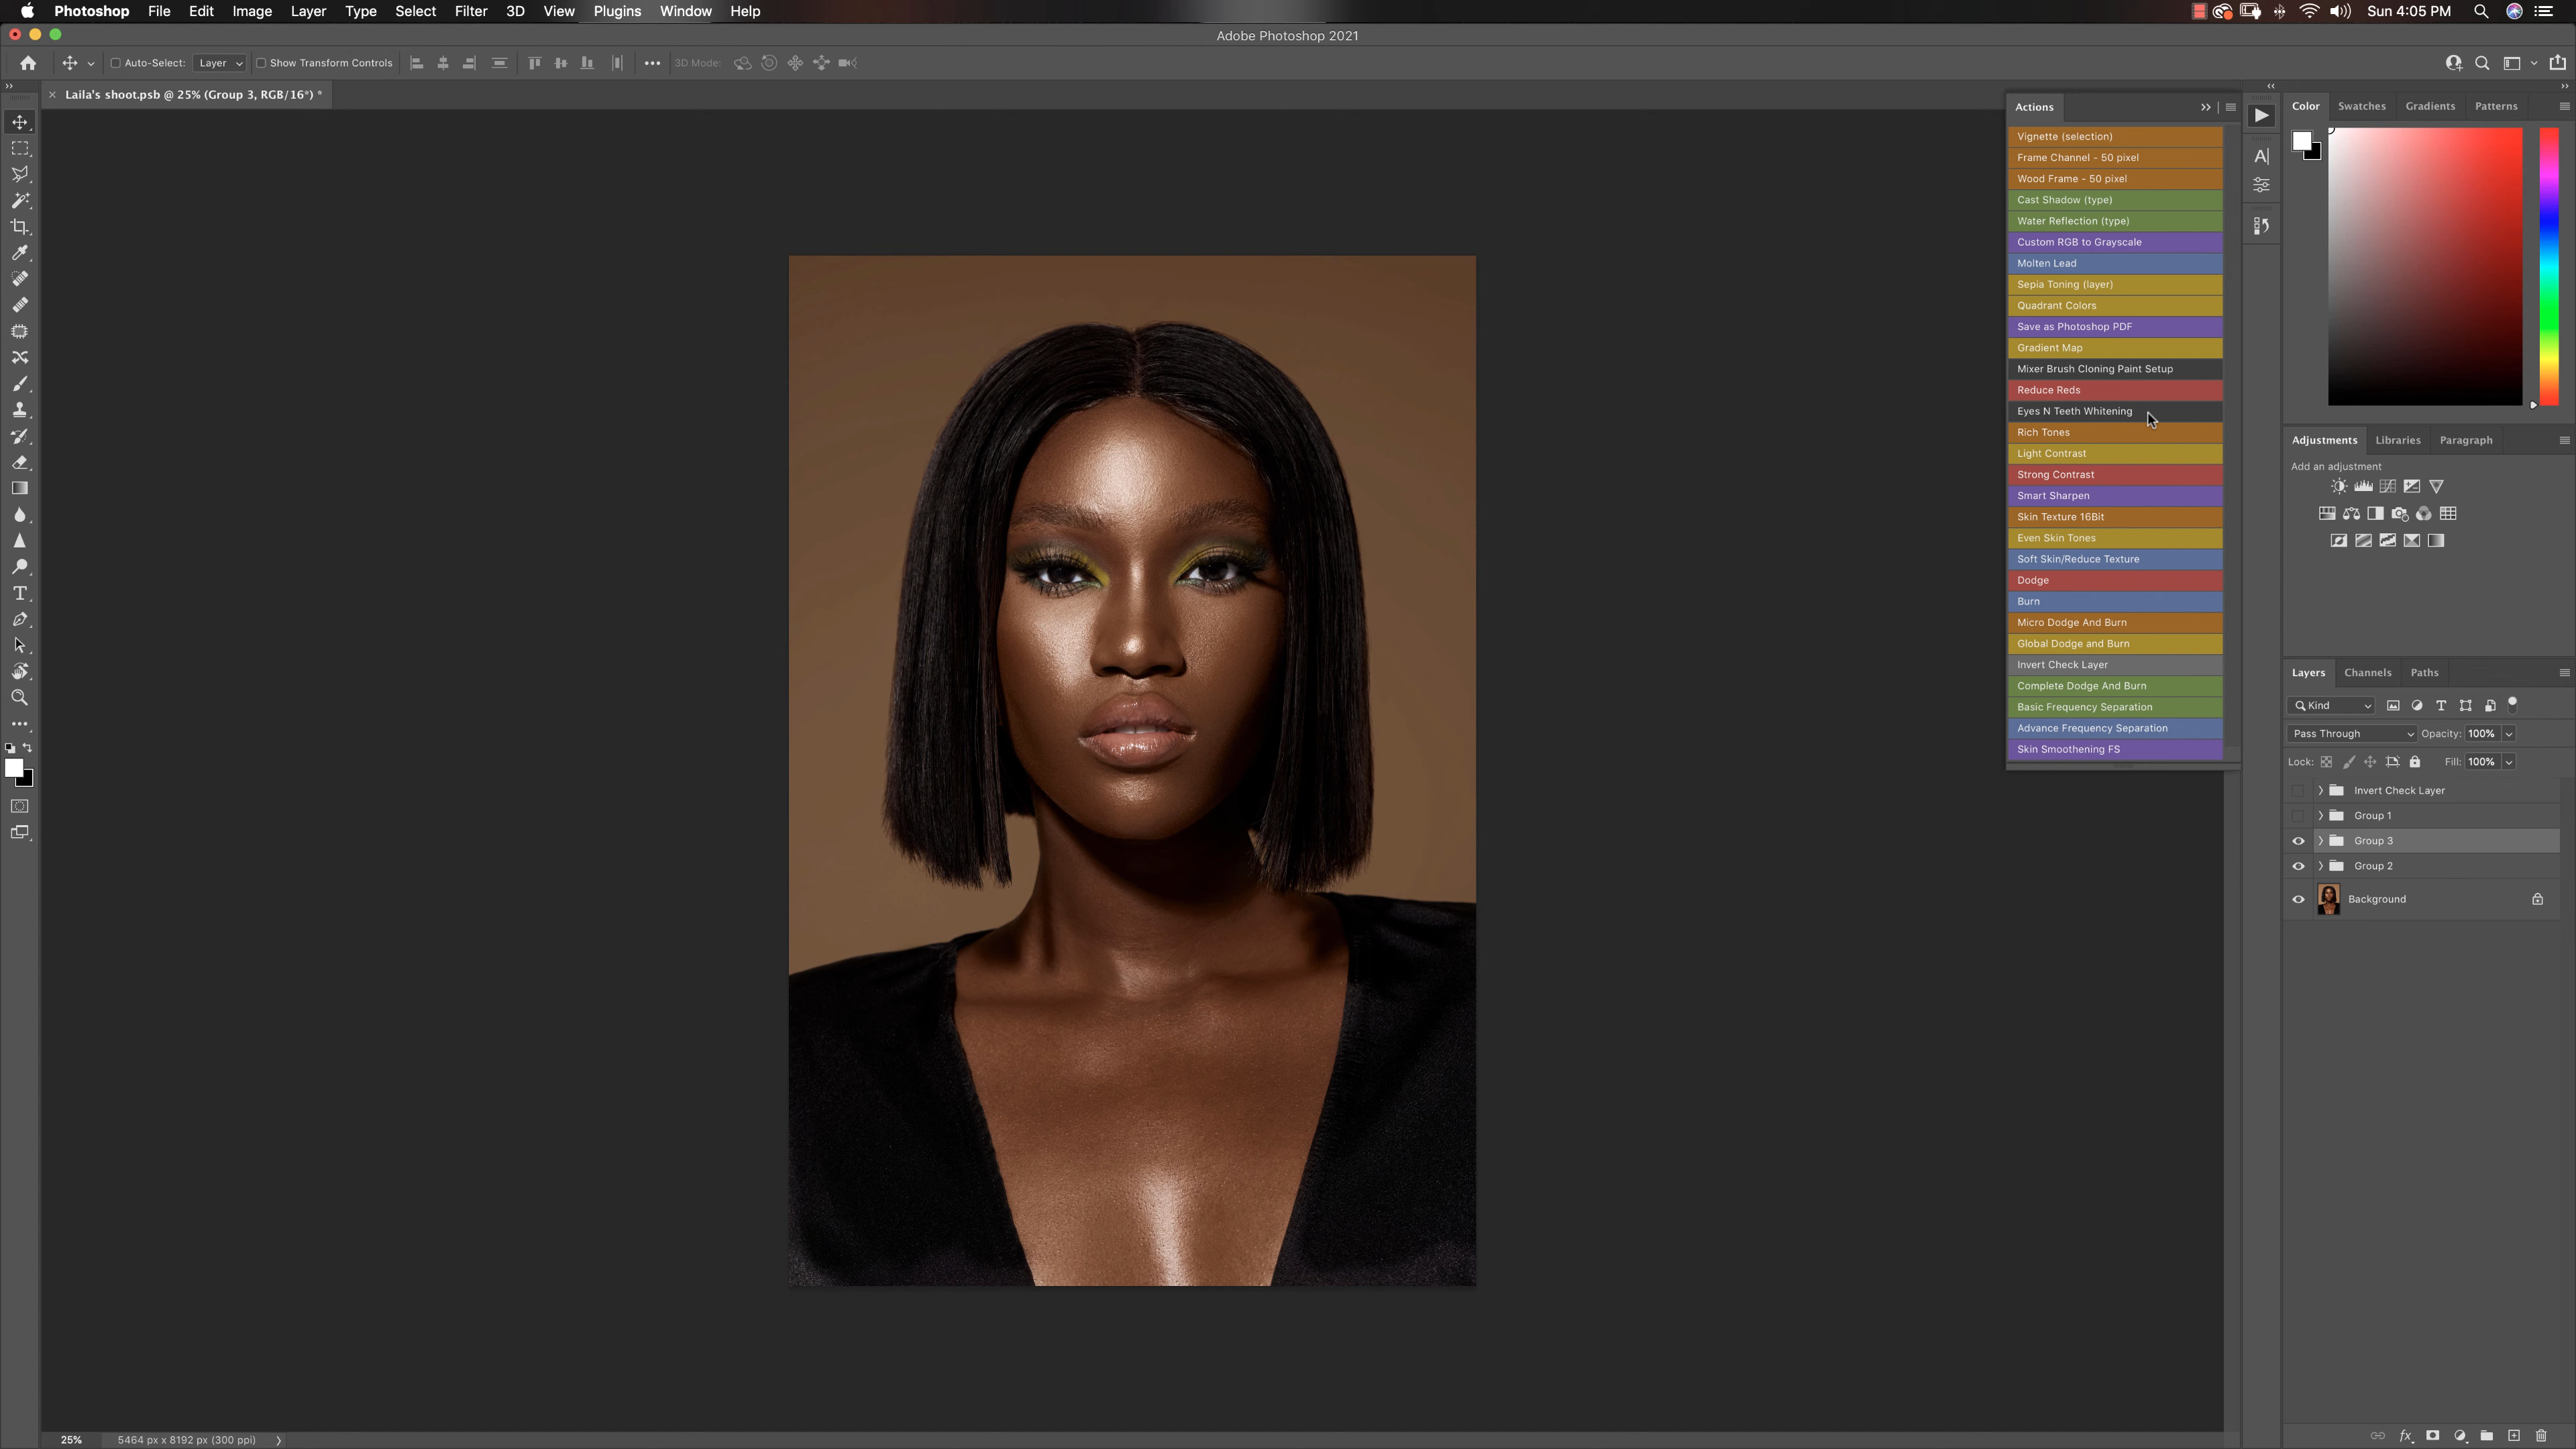 Photoshop File Edit Image Layer Type Select Filter 3D View Plugins Window Help Sun 4:05 PM
Adobe Photoshop 2021
Auto-Select: Layer Show Transform Controls 3D Mode:
Laila's shoot.psb @ 25% (Group 3, RGB/16*) *
Actions
Vignette (selection)
Frame Channel - 50 pixel
Wood Frame - 50 pixel
Cast Shadow (type)
Water Reflection (type)
Custom RGB to Grayscale
Molten Lead
Sepia Toning (layer)
Quadrant Colors
Save as Photoshop PDF
Gradient Map
Mixer Brush Cloning Paint Setup
Reduce Reds
Eyes N Teeth Whitening
Rich Tones
Light Contrast
Strong Contrast
Smart Sharpen
Skin Texture 16Bit
Even Skin Tones
Soft Skin/Reduce Texture
Dodge
Burn
Micro Dodge And Burn
Global Dodge and Burn
Invert Check Layer
Complete Dodge And Burn
Basic Frequency Separation
Advance Frequency Separation
Skin Smoothening FS
Color Swatches Gradients Patterns
Adjustments Libraries Paragraph
Add an adjustment
Layers Channels Paths
Kind
Pass Through Opacity: 100%
Lock: Fill: 100%
Invert Check Layer
Group 1
Group 3
Group 2
Background
25% 5464 px x 8192 px (300 ppi)